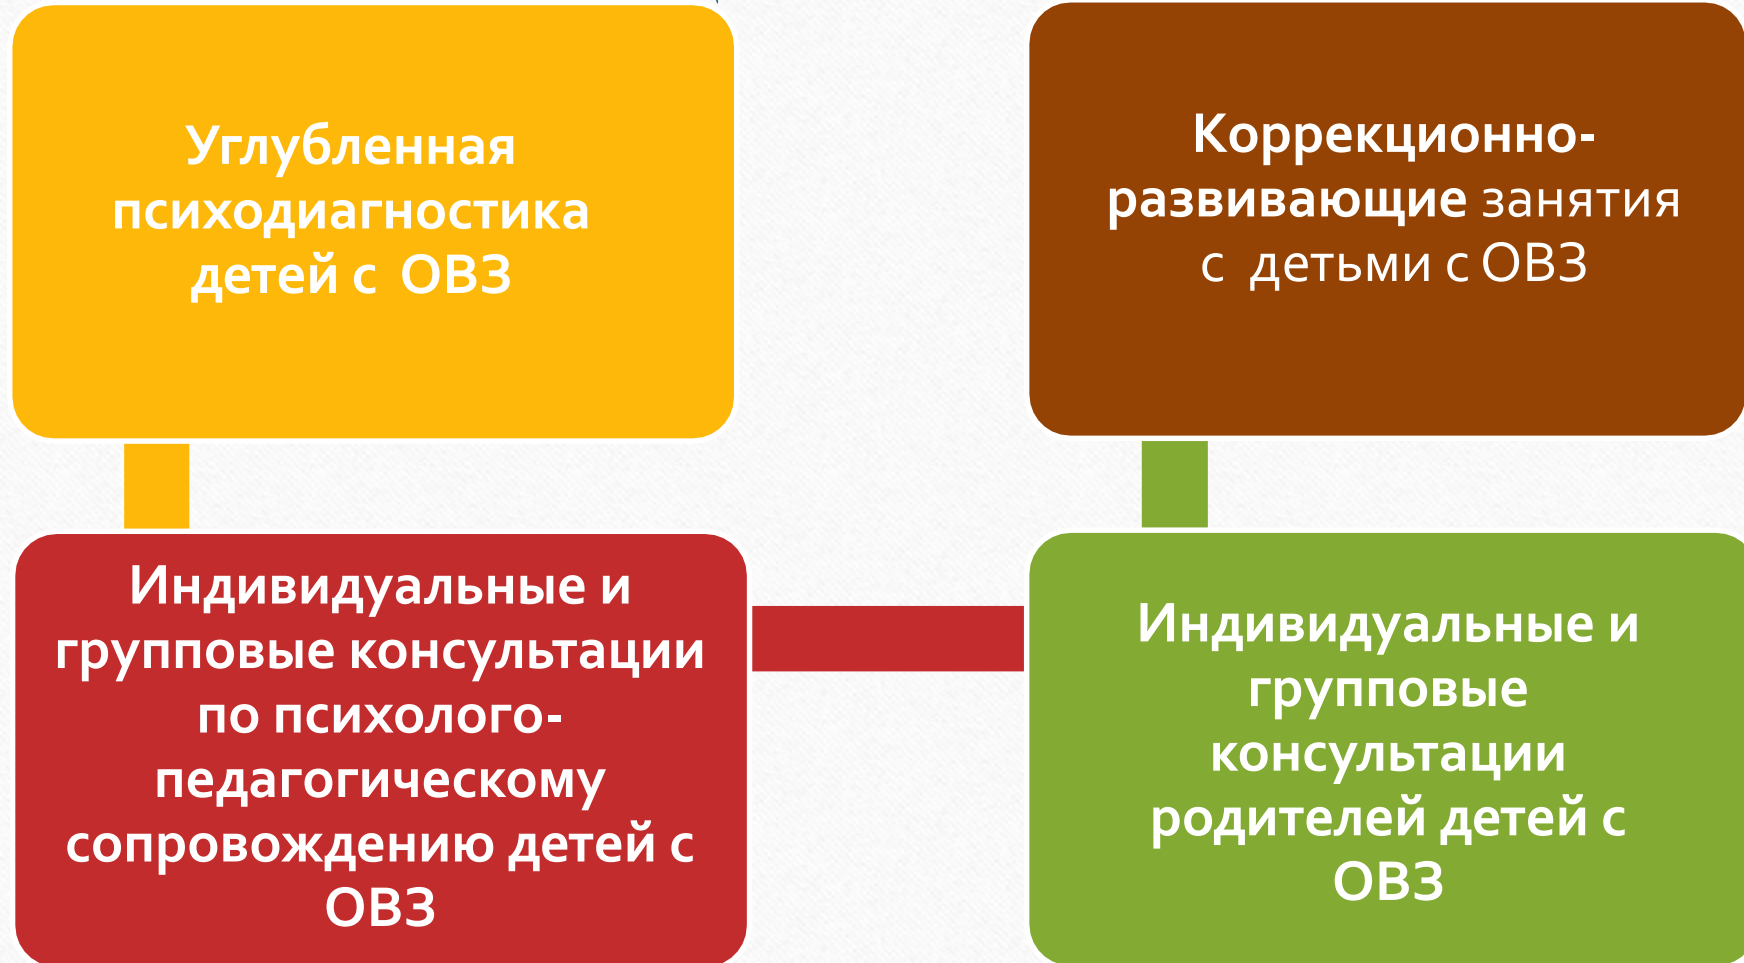 Углубленная
психодиагностика
детей с ОВЗ
Коррекционно-
развивающие занятия
с детьми с ОВЗ
Индивидуальные и
групповые консультации
по психолого-
педагогическому
сопровождению детей с
ОВЗ
Индивидуальные и
групповые
консультации
родителей детей с
ОВЗ